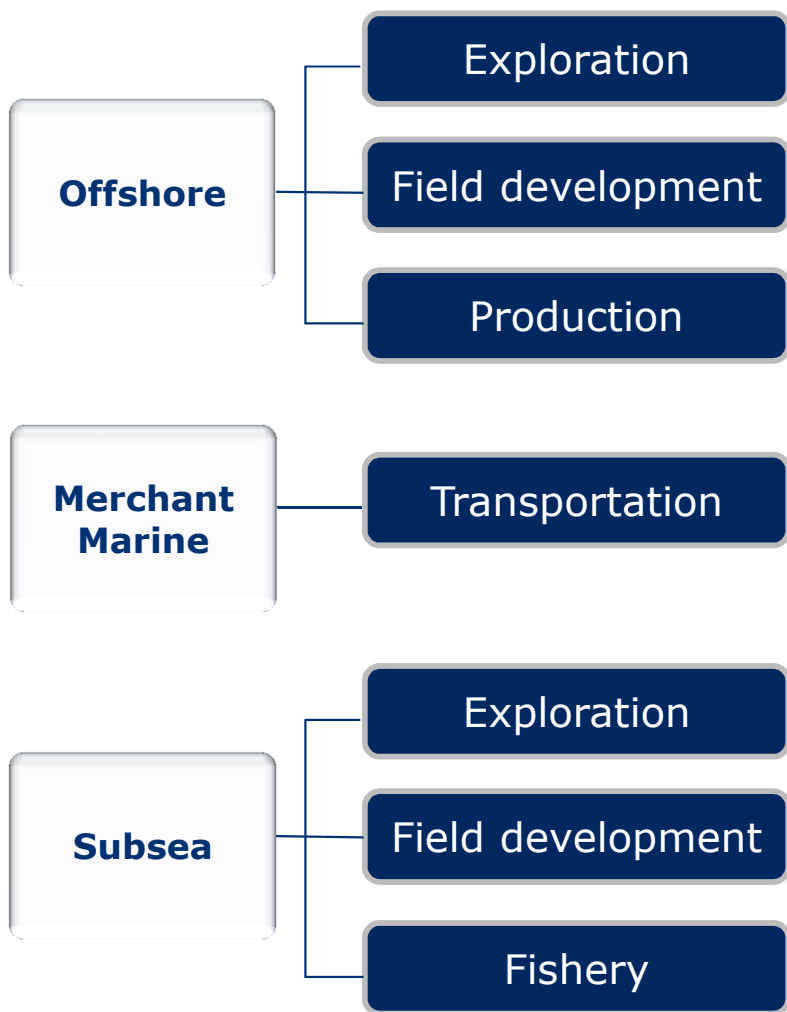 Offshore
Exploration
Field development
Production
Merchant
Marine
Transportation
Subsea
Exploration
Field development
Fishery